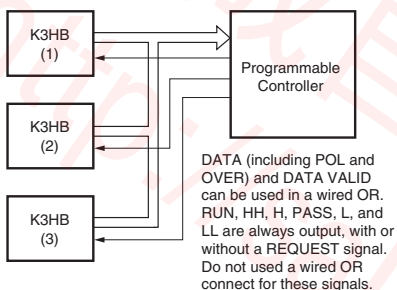 K3HB
(1)
Programmable
Controller
K3HB
(2)
K3HB
(3)
DATA (including POL and
OVER) and DATA VALID
can be used in a wired OR.
RUN, HH, H, PASS, L, and
LL are always output, with or
without a REQUEST signal.
Do not used a wired OR
connect for these signals.